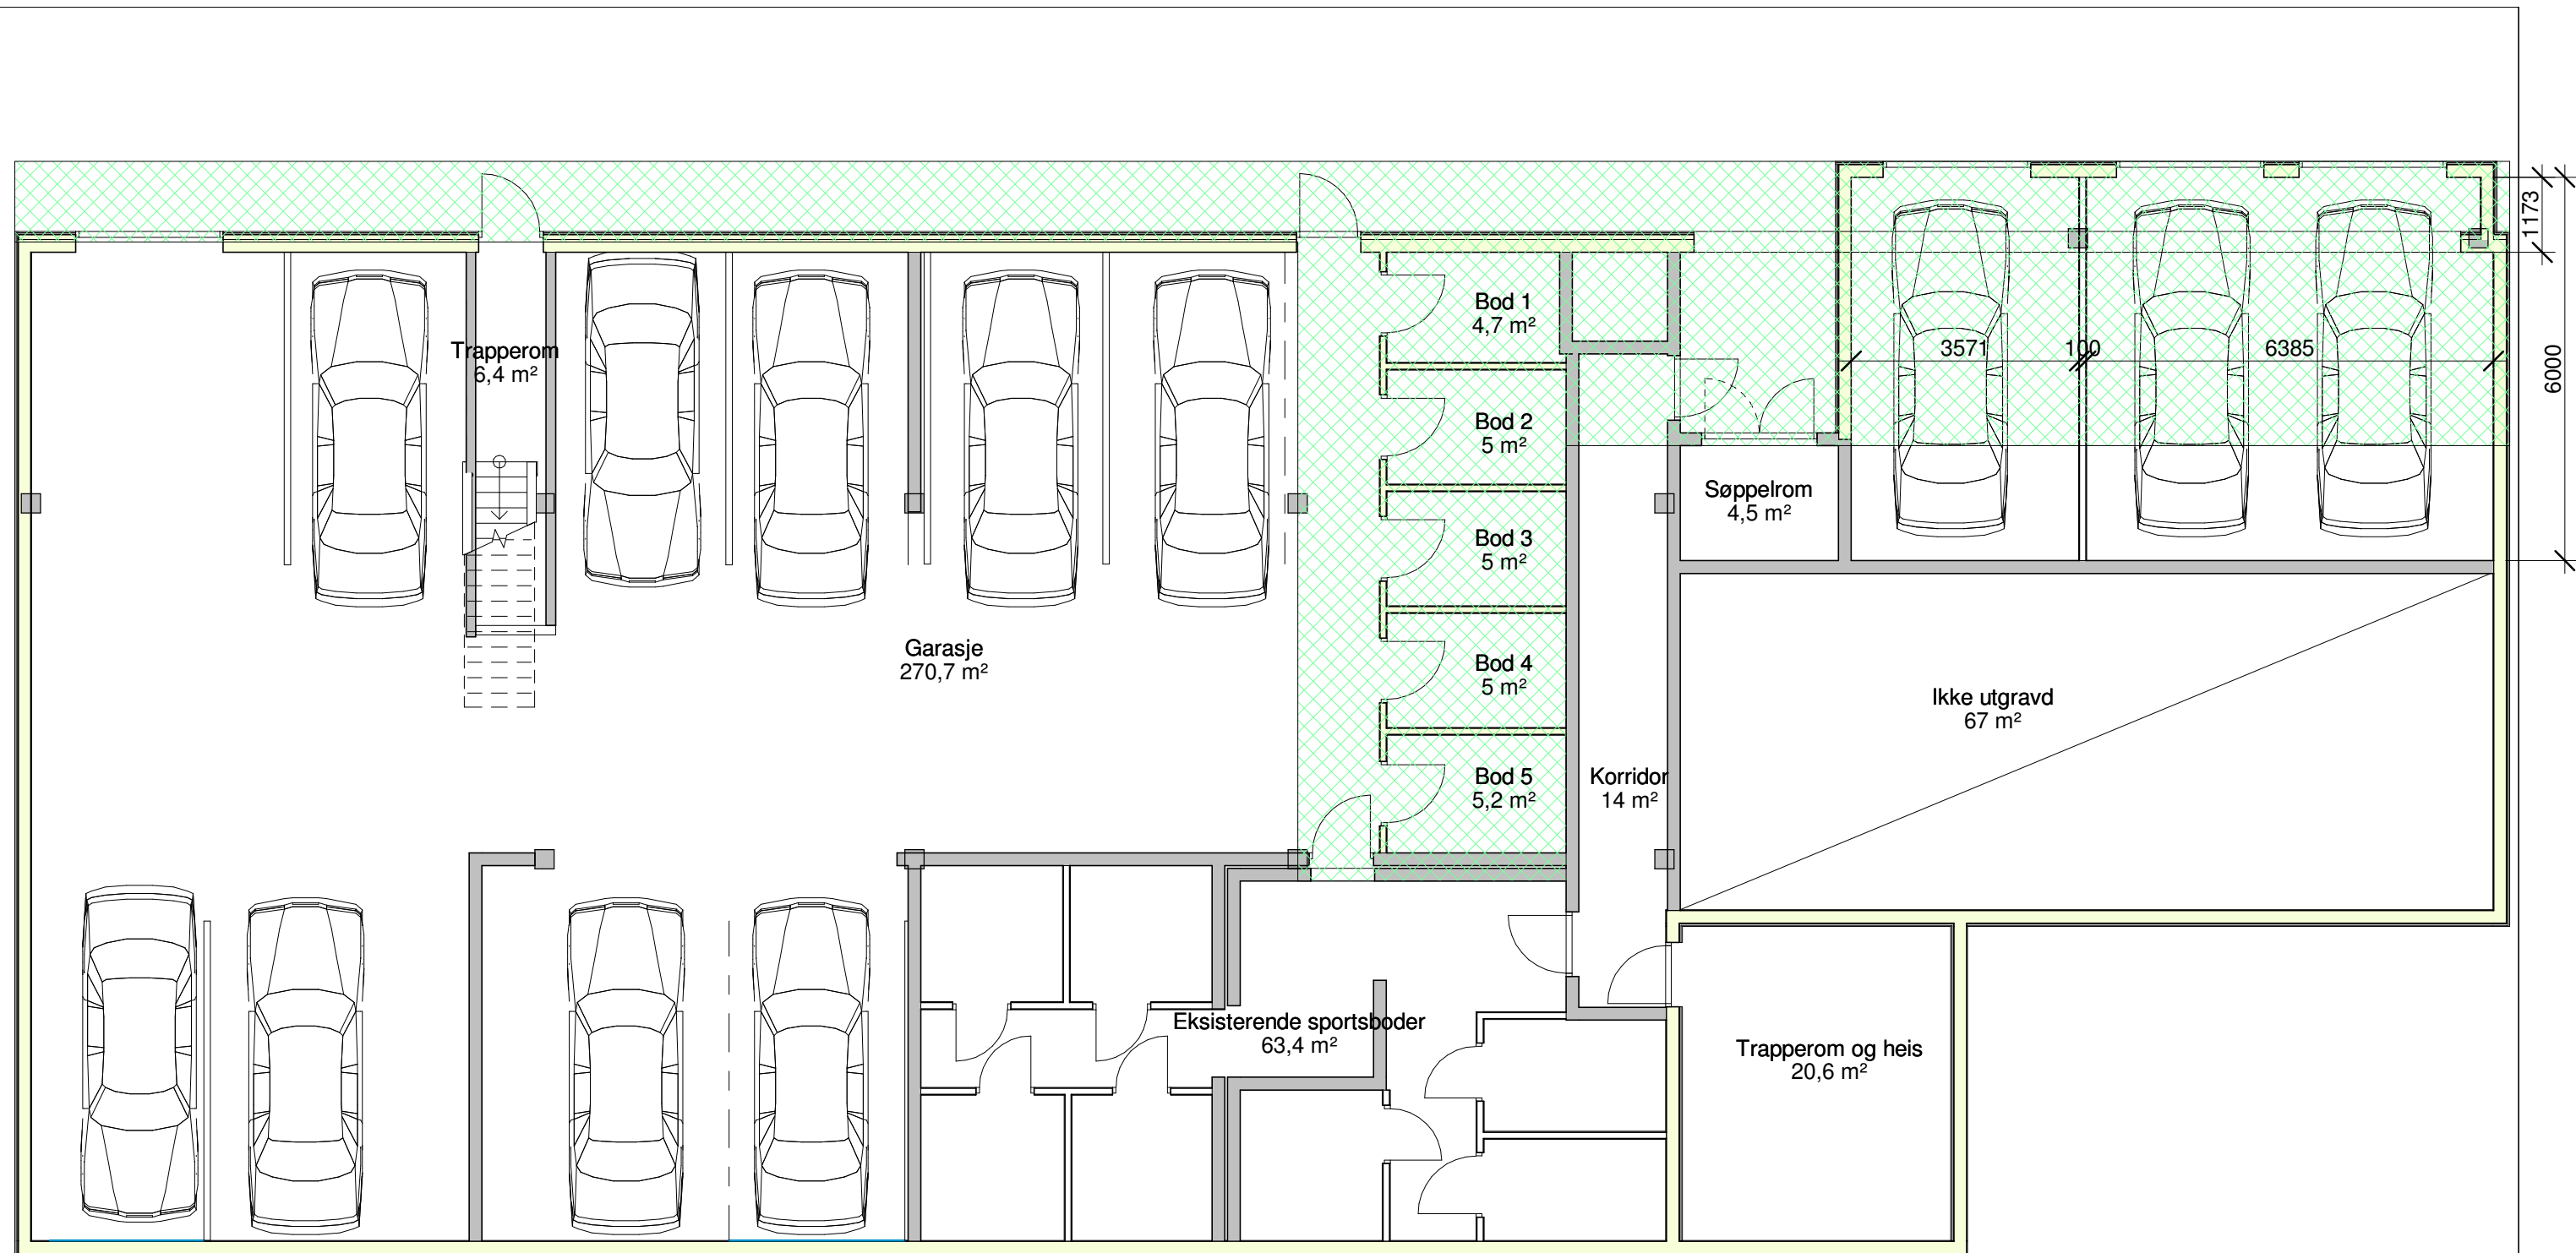 Trapperom
6,4 m²
Garasje
270,7 m²
Bod 1
4,7 m²
Bod 2
5 m²
Bod 3
5 m²
Bod 4
5 m²
Bod 5
5,2 m²
Korridor
14 m²
Søppelrom
4,5 m²
3571
100
6385
1173
6000
Ikke utgravd
67 m²
Eksisterende sportsboder
63,4 m²
Trapperom og heis
20,6 m²